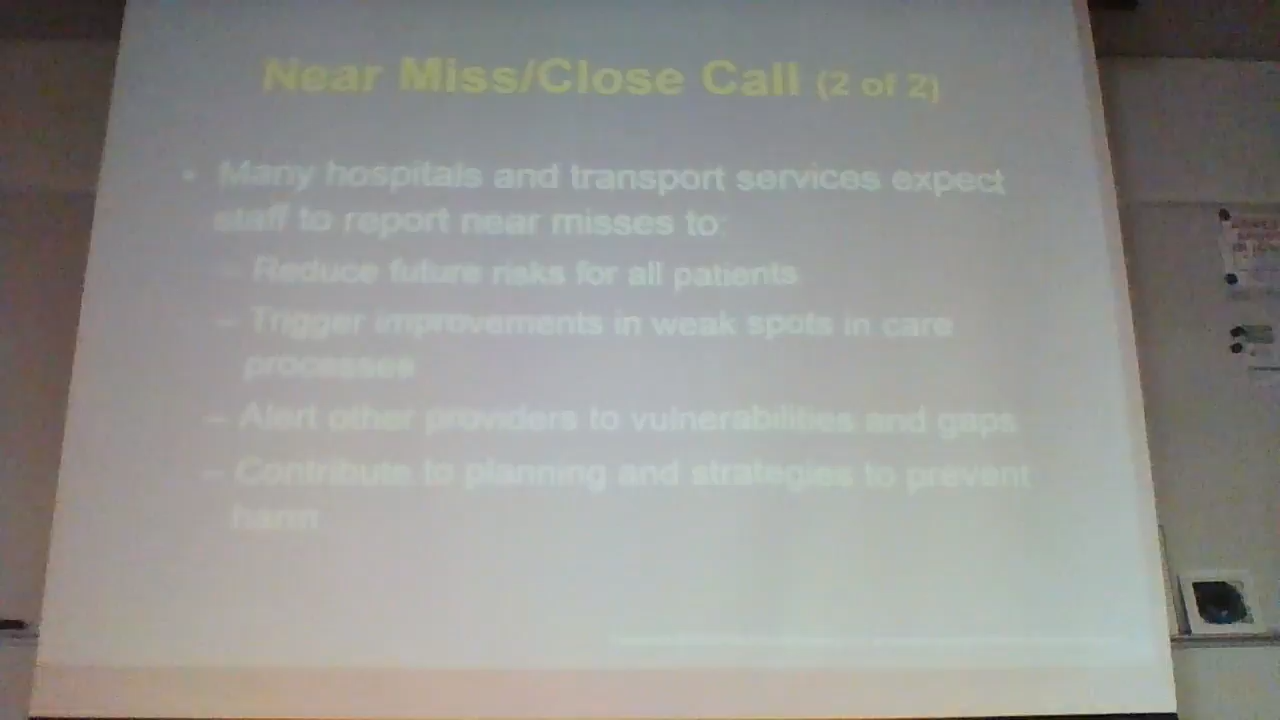 Near Miss/Close Call (2 of 2)
• Many hospitals and transport services expect
staff to report near misses to:
– Reduce future risks for all patients
– Trigger improvements in weak spots in care
processes
– Alert other providers to vulnerabilities and gaps
– Contribute to planning and strategies to prevent
harm